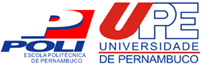 POLI
ESCOLA POLITÉCNICA
DE PERNAMBUCO
UPE
UNIVERSIDADE
DE PERNAMBUCO